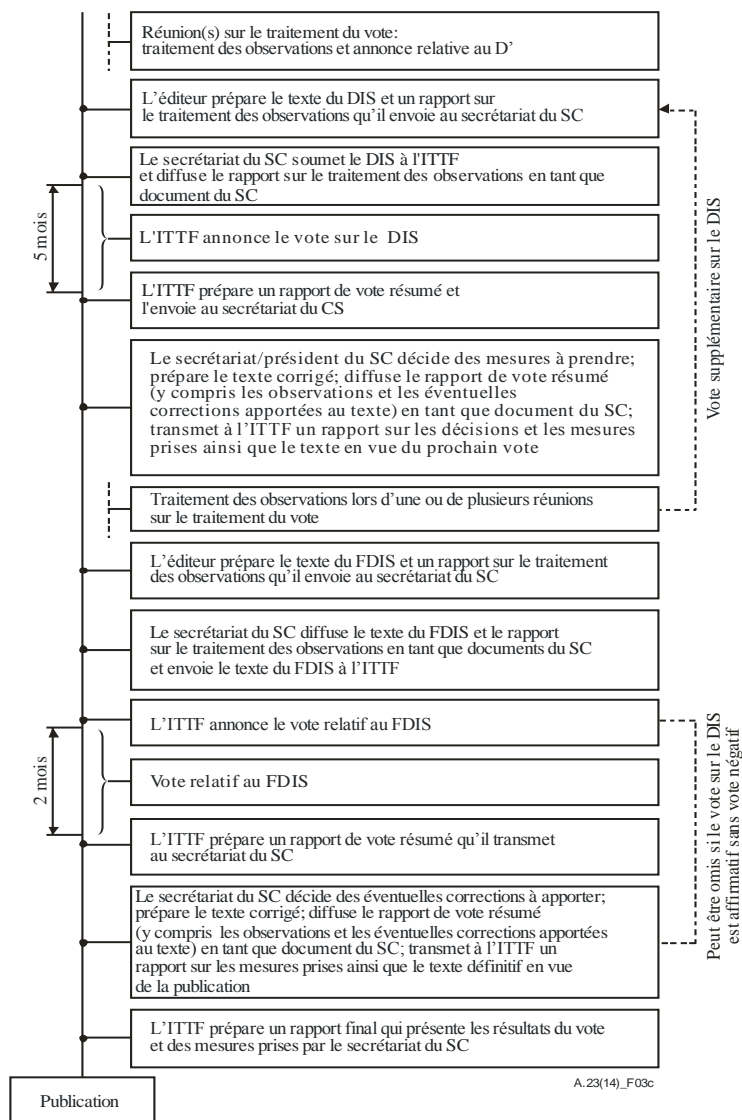 Réunion(s) sur le traitement du vote:
traitement des observations et annonce relative au D’
L’éditeur prépare le texte du DIS et un rapport sur
le traitement des observations qu’il envoie au secrétariat du SC
Le secrétariat du SC soumet le DIS à l'ITTF
et diffuse le rapport sur le traitement des observations en tant que
document du SC
5 mois
L'ITTF annonce le vote sur le DIS
L'ITTF prépare un rapport de vote résumé et
l'envoie au secrétariat du CS
Vote supplémentaire sur le DIS
Le secrétariat/président du SC décide des mesures à prendre;
prépare le texte corrigé; diffuse le rapport de vote résumé
(y compris les observations et les éventuelles
corrections apportées au texte) en tant que document du SC;
transmet à l’ITTF un rapport sur les décisions et les mesures
prises ainsi que le texte en vue du prochain vote
Traitement des observations lors d’une ou de plusieurs réunions
sur le traitement du vote
L’éditeur prépare le texte du FDIS et un rapport sur le traitement
des observations qu’il envoie au secrétariat du SC
Le secrétariat du SC diffuse le texte du FDIS et le rapport
sur le traitement des observations en tant que documents du SC
et envoie le texte du FDIS à l’ITTF
L’ITTF annonce le vote relatif au FDIS
2 mois
Vote relatif au FDIS
L’ITTF prépare un rapport de vote résumé qu’il transmet
au secrétariat du SC
Peut être omis si le vote sur le DIS
est affirmatif sans vote négatif
Le secrétariat du SC décide des éventuelles corrections à apporter;
prépare le texte corrigé; diffuse le rapport de vote résumé
(y compris les observations et les éventuelles corrections apportées
au texte) en tant que document du SC; transmet à l’ITTF un
rapport sur les mesures prises ainsi que le texte définitif en vue
de la publication
L’ITTF prépare un rapport final qui présente les résultats du vote
et des mesures prises par le secrétariat du SC
A.23(14)_F03c
Publication